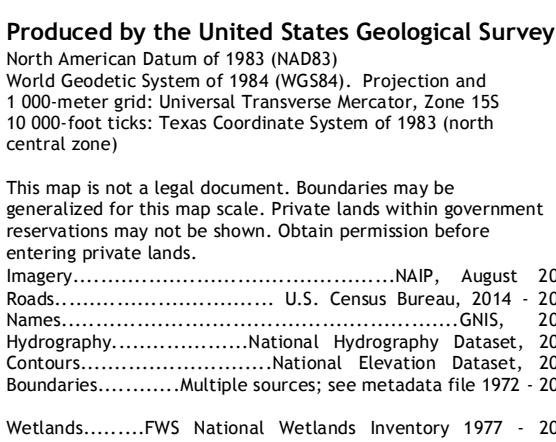 Produced by the United States Geological Survey
North American Datum of 1983 (NAD83)
World Geodetic System of 1984 (WGS84). Projection and
1 000-meter grid: Universal Transverse Mercator, Zone 15S
10 000-foot ticks: Texas Coordinate System of 1983 (north
central zone)
This map is not a legal document. Boundaries may be
generalized for this map scale. Private lands within government
reservations may not be shown. Obtain permission before
entering private lands.
Imagery..............................................NAIP, August 20
Roads............................... U.S. Census Bureau, 2014 - 20
Names.........................................................GNIS, 20
Hydrography....................National Hydrography Dataset, 20
Contours............................National Elevation Dataset, 20
Boundaries............Multiple sources; see metadata file 1972 - 20
Wetlands.........FWS National Wetlands Inventory 1977 - 20